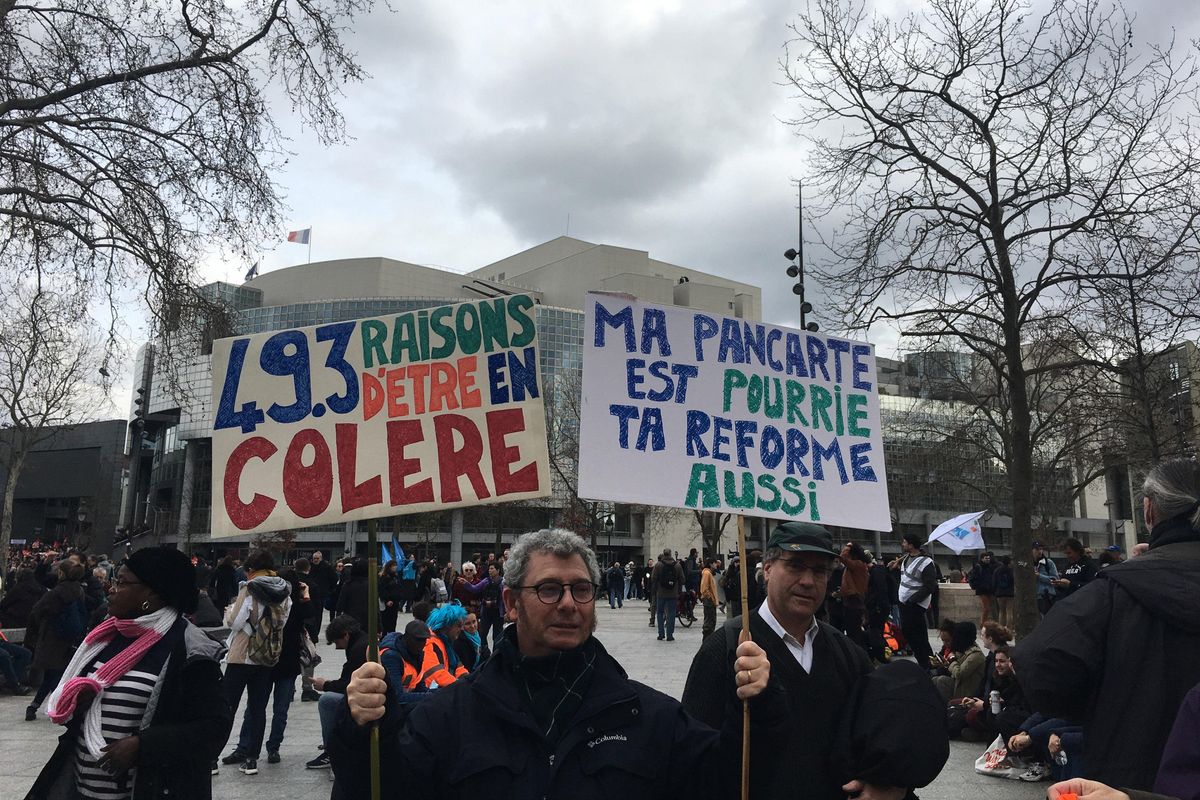 49.3 RAISONS
D'ETRE EN
COLERE
MA PANCARTE
EST POURRIE
TA REFORME
AUSSI
Columbia